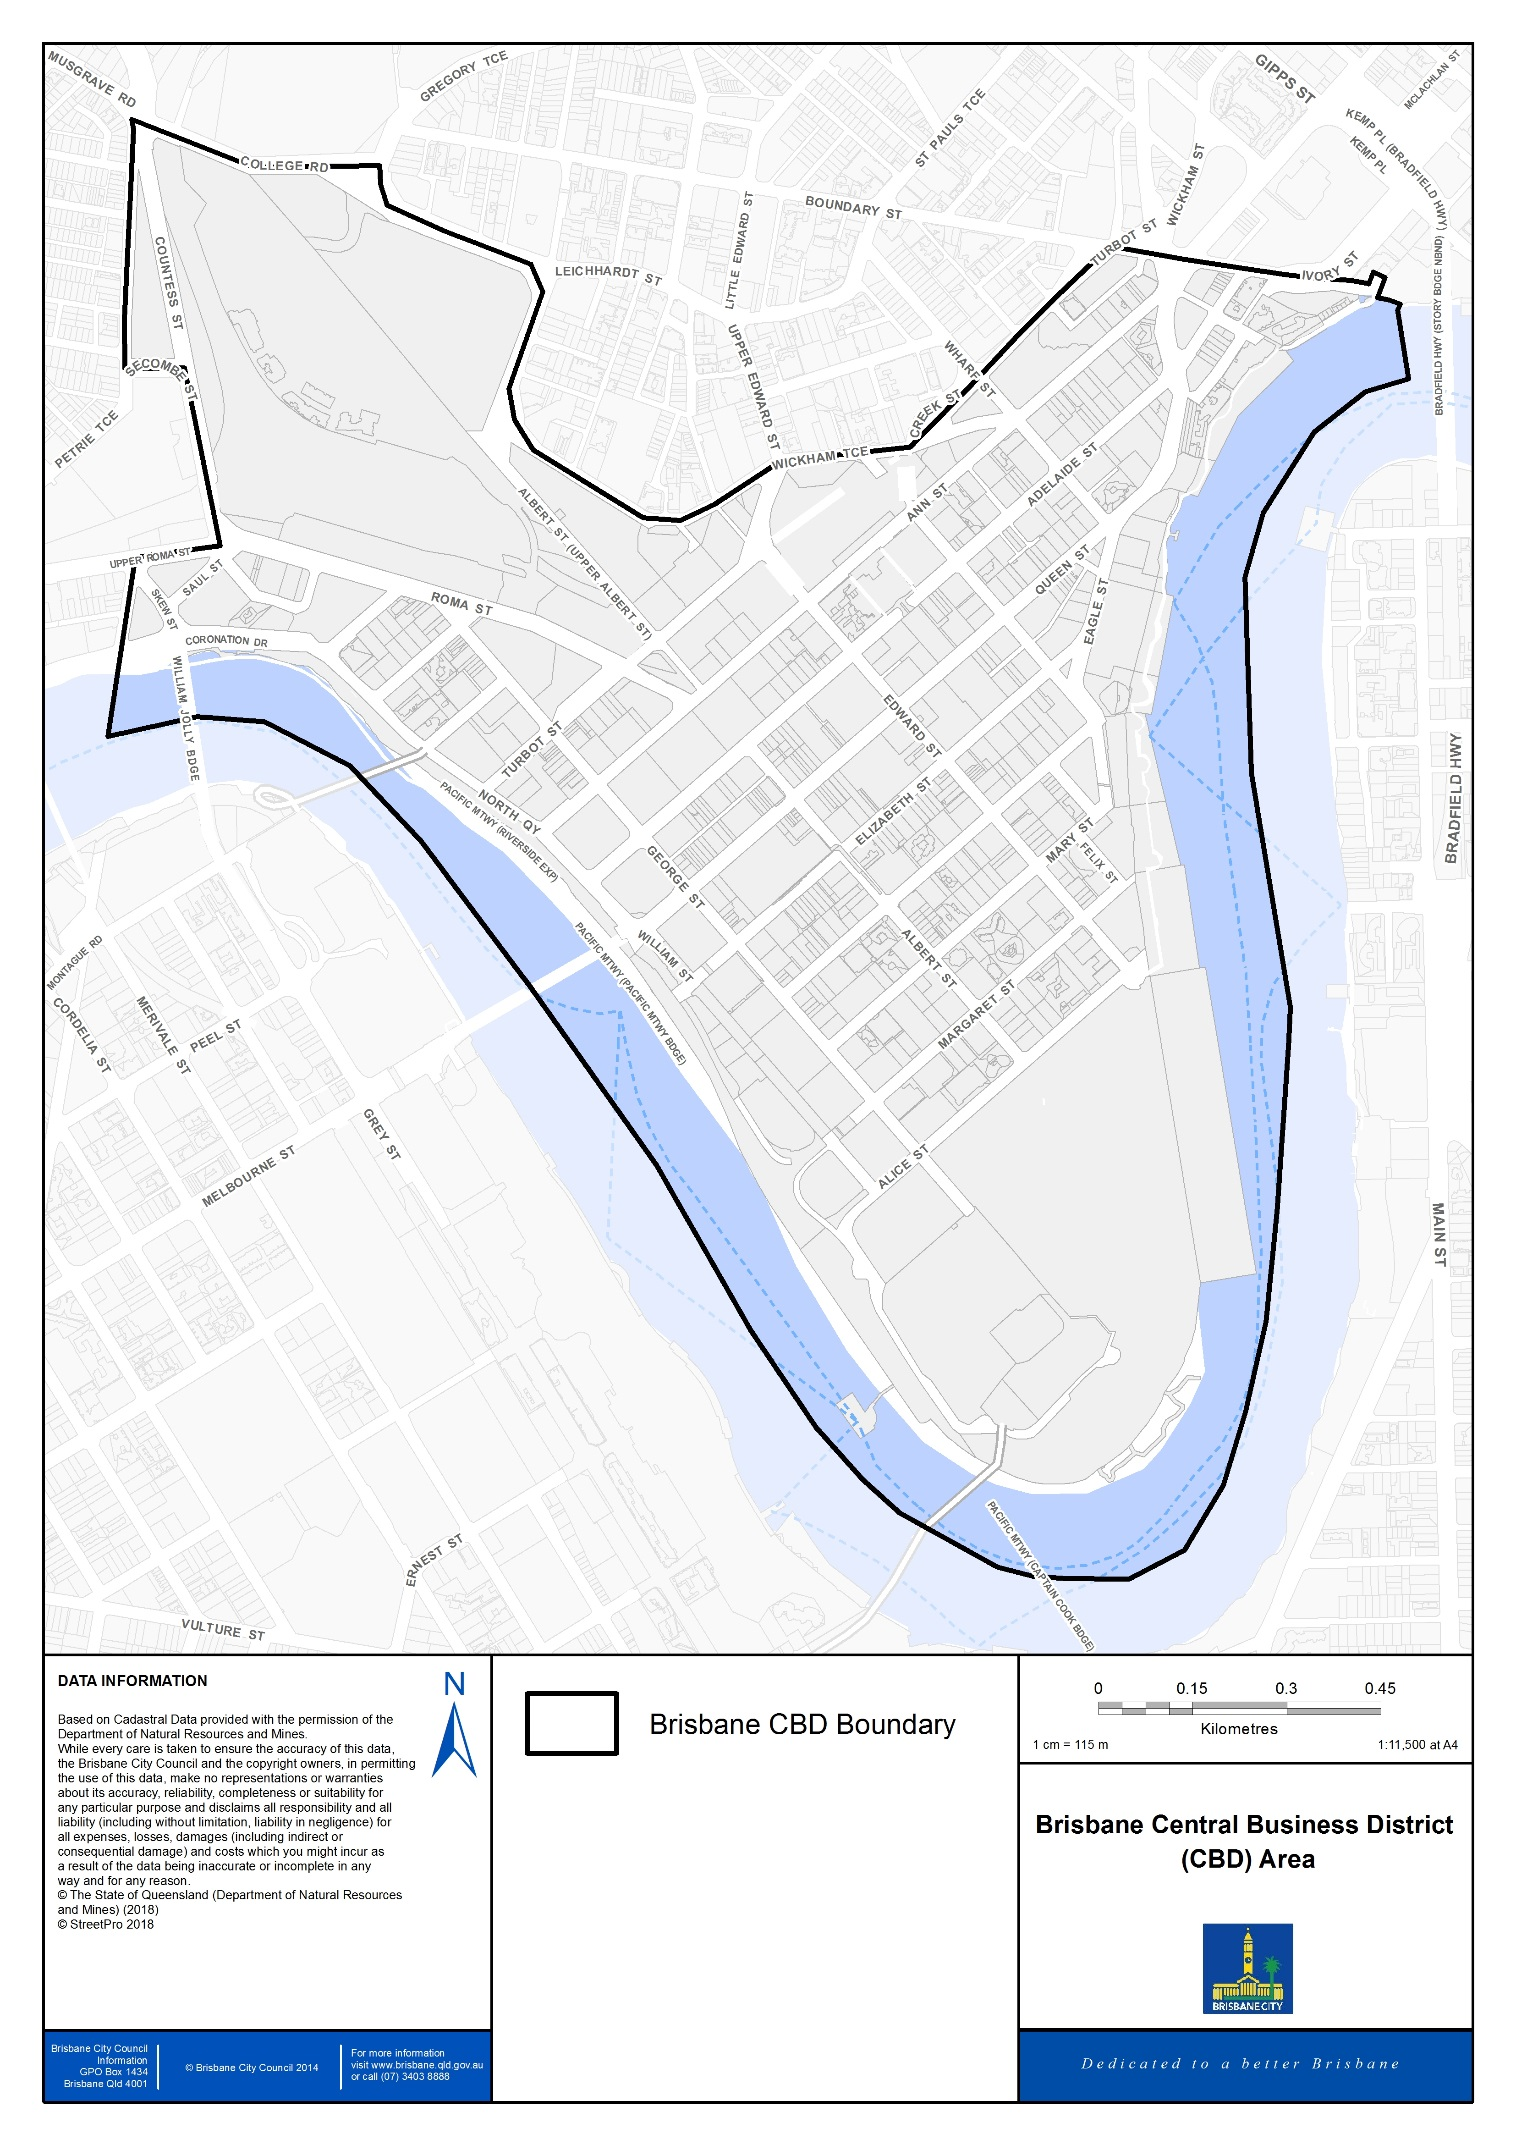 MUSGRAVE RD
GREGORY TCE
GIPPS ST
MCLACHLAN ST
KEMP PL (BRADFIELD HWY)
KEMP PL
ST PAULS TCE
WICKHAM ST
COLLEGE RD
BOUNDARY ST
LITTLE EDWARD ST
TURBOT ST
IVORY ST
BRADFIELD HWY (STORY BDGE NBND)
COUNTESS ST
LEICHHARDT ST
UPPER EDWARD ST
WHARF ST
SECOMBE ST
CREEK ST
PETRIE TCE
WICKHAM TCE
ADELAIDE ST
ANN ST
ALBERT ST (UPPER ALBERT ST)
UPPER ROMA ST
SAUL ST
SKEW ST
ROMA ST
QUEEN ST
EAGLE ST
CORONATION DR
WILLIAM JOLLY BDGE
EDWARD ST
TURBOT ST
NORTH QY
PACIFIC MTWY (RIVERSIDE EXP)
ELIZABETH ST
MARY ST
FELIX ST
BRADFIELD HWY
GEORGE ST
WILLIAM ST
ALBERT ST
PACIFIC MTWY (PACIFIC MTWY BDGE)
MARGARET ST
MONTAGUE RD
CORDELIA ST
MERIVALE ST
PEEL ST
GREY ST
MELBOURNE ST
ALICE ST
MAIN ST
PACIFIC MTWY (CAPTAIN COOK BDGE)
ERNEST ST
VULTURE ST
DATA INFORMATION
N
Based on Cadastral Data provided with the permission of the
Department of Natural Resources and Mines.
While every care is taken to ensure the accuracy of this data,
the Brisbane City Council and the copyright owners, in permitting
the use of this data, make no representations or warranties
about its accuracy, reliability, completeness or suitability for
any particular purpose and disclaims all responsibility and all
liability (including without limitation, liability in negligence) for
all expenses, losses, damages (including indirect or
consequential damage) and costs which you might incur as
a result of the data being inaccurate or incomplete in any
way and for any reason.
© The State of Queensland (Department of Natural Resources
and Mines) (2018)
© StreetPro 2018
Brisbane CBD Boundary
0 0.15 0.3 0.45
Kilometres
1 cm = 115 m 1:11,500 at A4
Brisbane Central Business District
(CBD) Area
BRISBANE CITY
Brisbane City Council
Information
GPO Box 1434
Brisbane Qld 4001
© Brisbane City Council 2014
For more information
visit www.brisbane.qld.gov.au
or call (07) 3403 8888
Dedicated to a better Brisbane